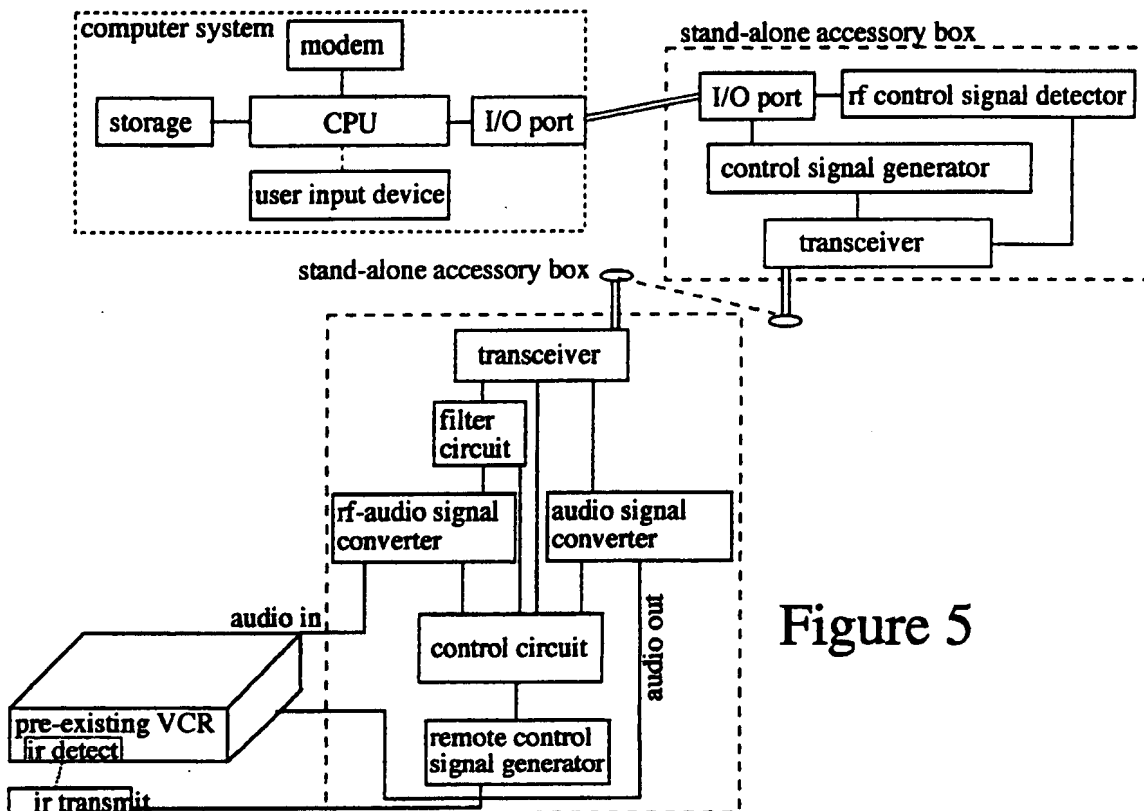 computer system
modem
storage
CPU
I/O port
user input device
stand-alone accessory box
I/O port
rf control signal detector
control signal generator
transceiver
stand-alone accessory box
transceiver
filter
circuit
rf-audio signal
converter
audio signal
converter
audio in
control circuit
audio out
remote control
signal generator
pre-existing VCR
ir detect
ir transmit
Figure 5